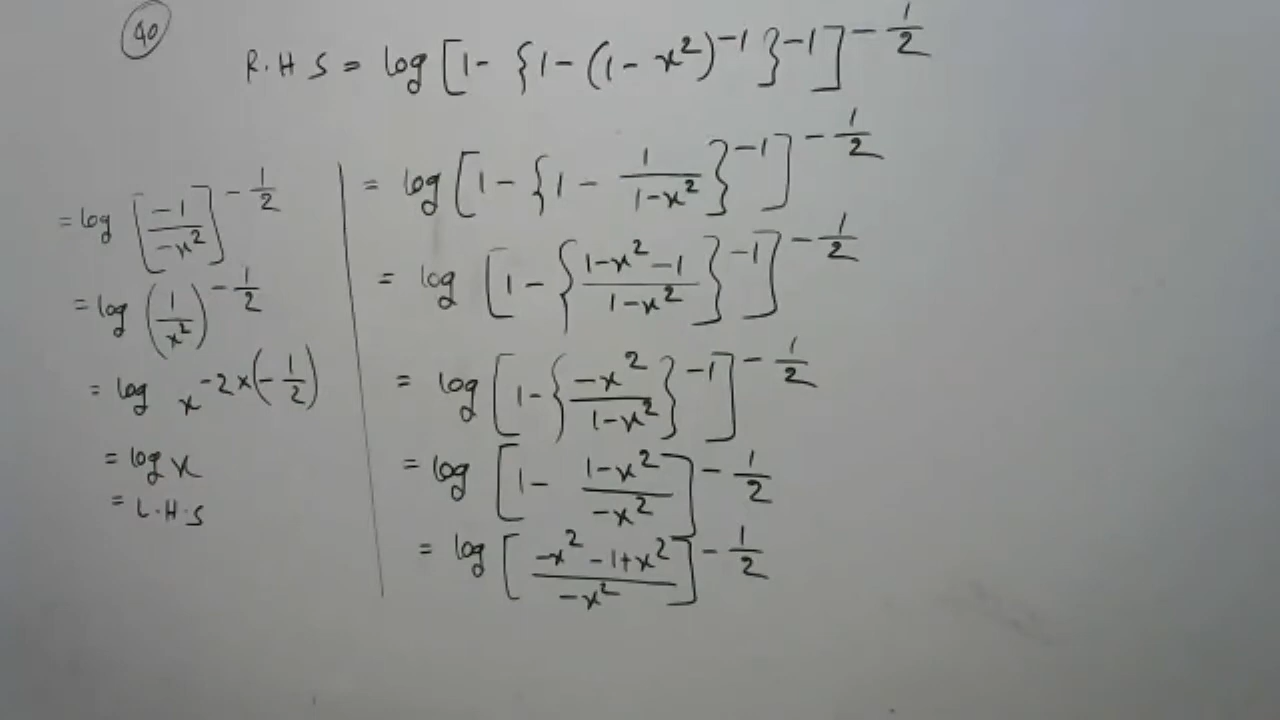 40
R.H.S = log [1- {1-(1-x²)⁻¹}⁻¹]^(-1/2)
= log [1- {1 - 1/(1-x²)}⁻¹]^(-1/2)
= log [1- {(1-x²-1)/(1-x²)}⁻¹]^(-1/2)
= log [1- {-x²/(1-x²)}⁻¹]^(-1/2)
= log [1- (1-x²)/(-x²)]^(-1/2)
= log [(-x²-1+x²)/(-x²)]^(-1/2)
= log [-1/(-x²)]^(-1/2)
= log (1/x²)^(-1/2)
= log x^(-2×(-1/2))
= log x
= L.H.S